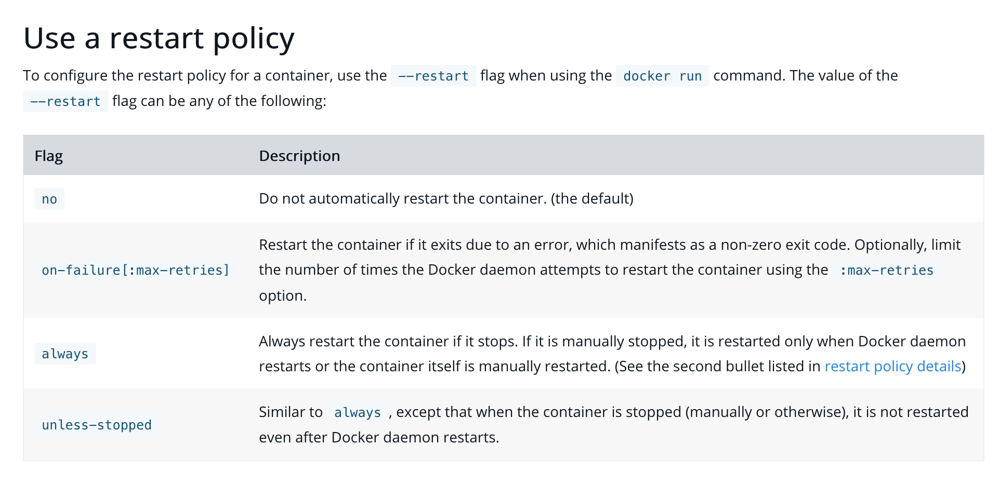 Use a restart policy
To configure the restart policy for a container, use the --restart flag when using the docker run command. The value of the
--restart flag can be any of the following:
Flag Description
no Do not automatically restart the container. (the default)
Restart the container if it exits due to an error, which manifests as a non-zero exit code. Optionally, limit
on-failure[:max-retries] the number of times the Docker daemon attempts to restart the container using the :max-retries
option.
Always restart the container if it stops. If it is manually stopped, it is restarted only when Docker daemon
always
restarts or the container itself is manually restarted. (See the second bullet listed in restart policy details)
Similar to always , except that when the container is stopped (manually or otherwise), it is not restarted
unless-stopped
even after Docker daemon restarts.